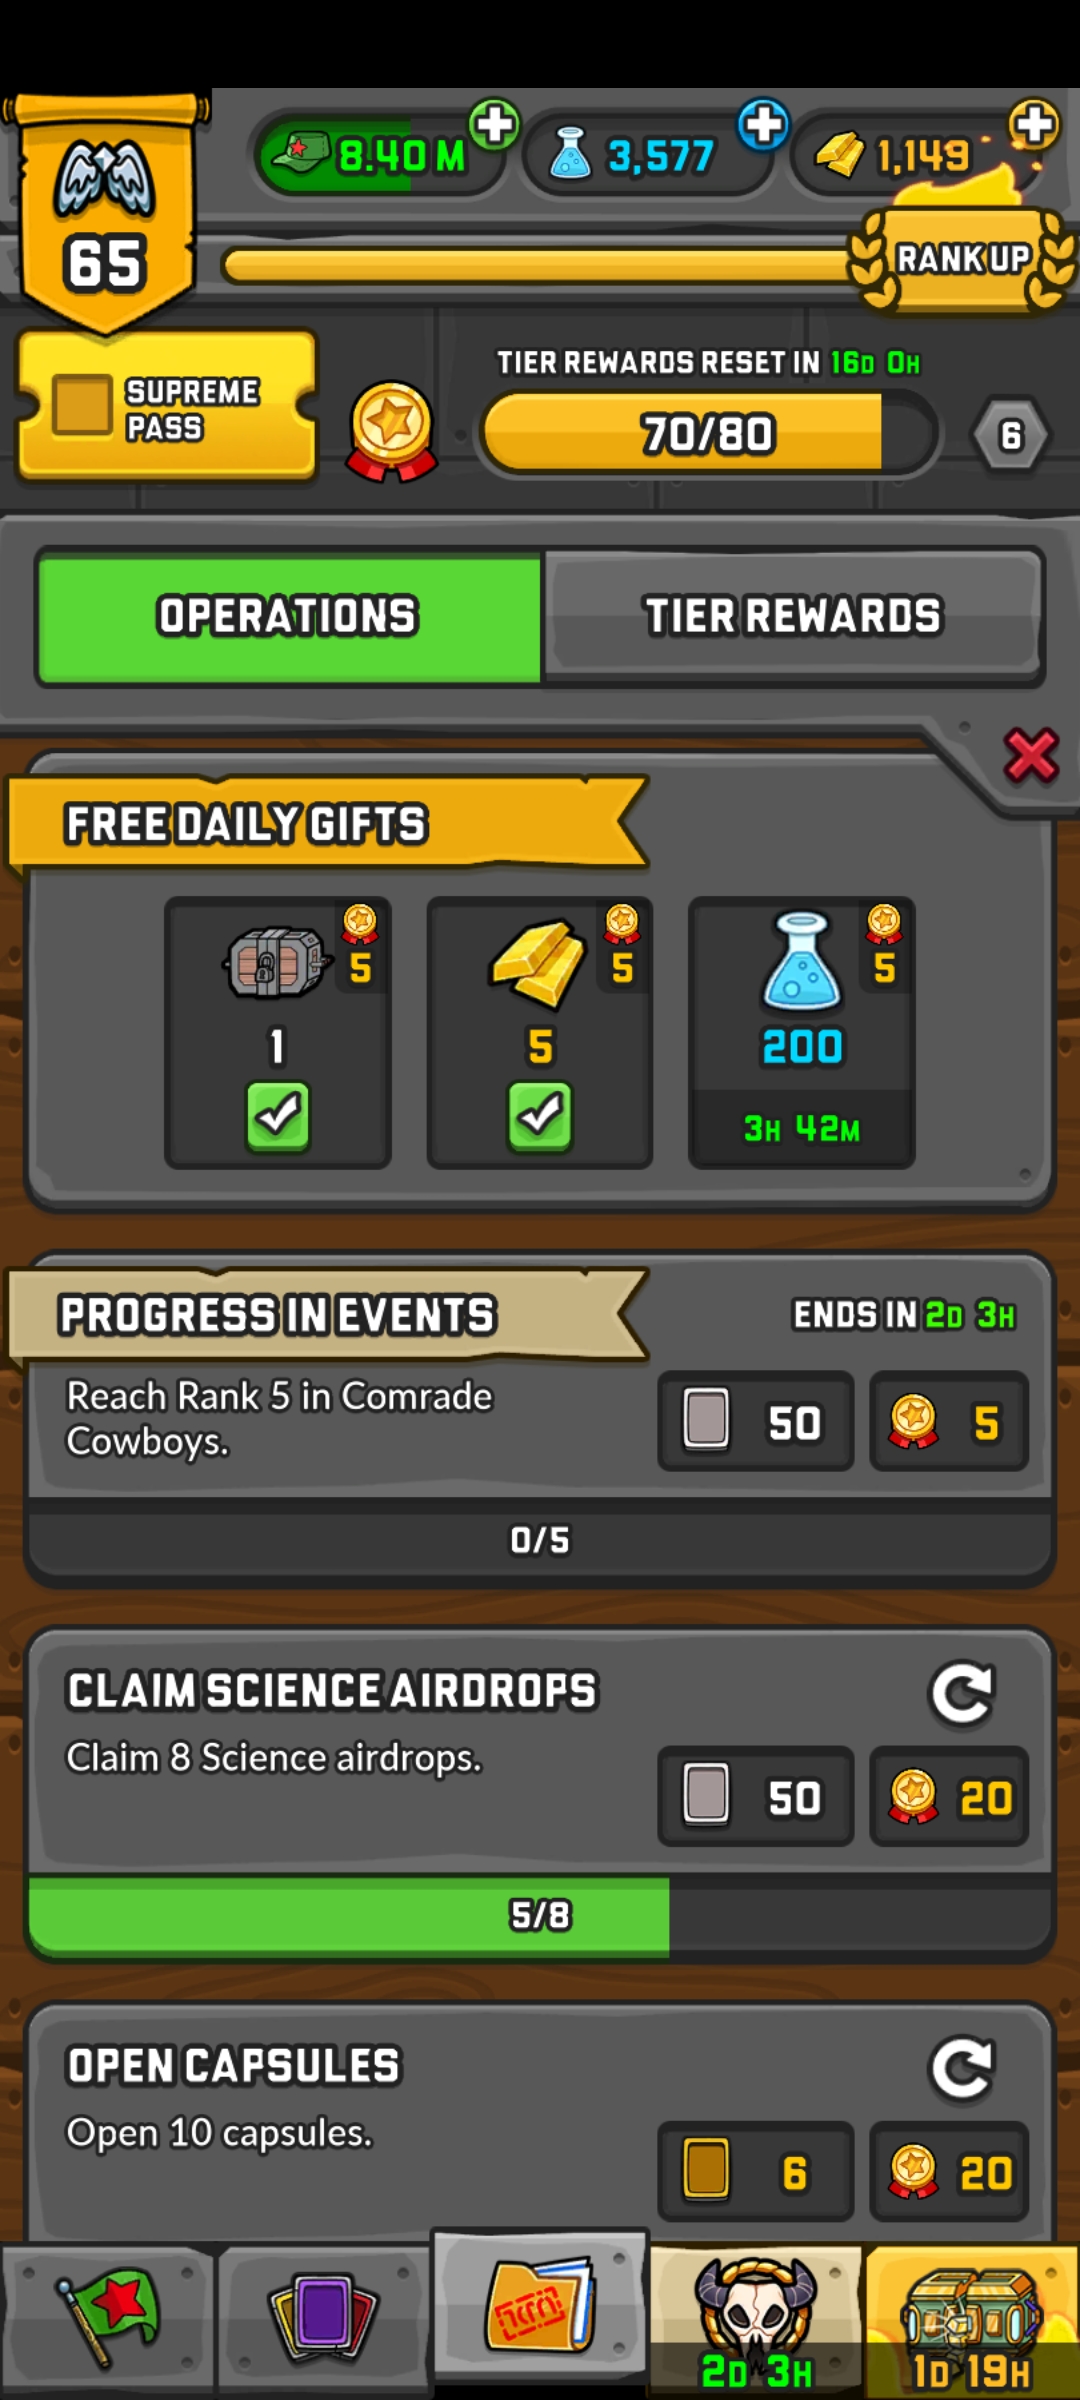 8.40 M
3,577
1,149
65
RANK UP
SUPREME
PASS
TIER REWARDS RESET IN 16D 0H
70/80
6
OPERATIONS
TIER REWARDS
FREE DAILY GIFTS
5
5
5
1
5
200
3H 42M
PROGRESS IN EVENTS
ENDS IN 2D 3H
Reach Rank 5 in Comrade
Cowboys.
50
5
0/5
CLAIM SCIENCE AIRDROPS
Claim 8 Science airdrops.
50
20
5/8
OPEN CAPSULES
Open 10 capsules.
6
20
2D 3H
1D 19H